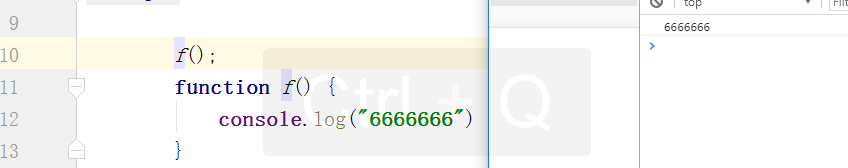 top
Filt
6666666
>
9
10 f();
11 function f() {
12 console.log("6666666")
13 }
Ctrl + Q